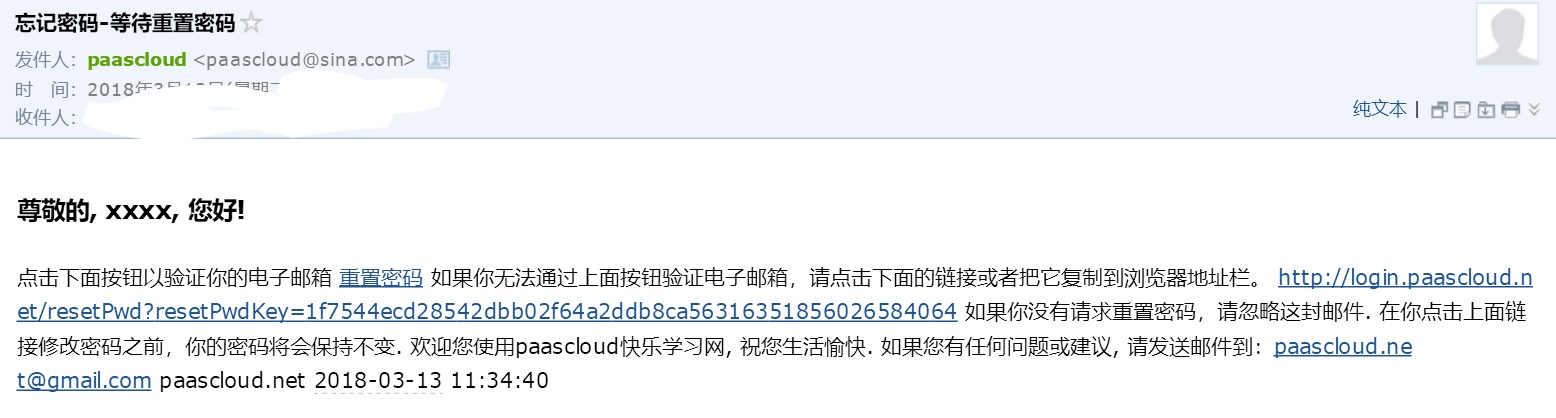 忘记密码-等待重置密码
发件人：paascloud <paascloud@sina.com>
时 间：2018年3月
纯文本 |
收件人：
尊敬的, xxxx, 您好!
点击下面按钮以验证你的电子邮箱 重置密码 如果你无法通过上面按钮验证电子邮箱，请点击下面的链接或者把它复制到浏览器地址栏。 http://login.paascloud.n
et/resetPwd?resetPwdKey=1f7544ecd28542dbb02f64a2ddb8ca56316351856026584064 如果你没有请求重置密码，请忽略这封邮件. 在你点击上面链
接修改密码之前，你的密码将会保持不变. 欢迎您使用paascloud快乐学习网, 祝您生活愉快. 如果您有任何问题或建议, 请发送邮件到：paascloud.ne
t@gmail.com paascloud.net 2018-03-13 11:34:40